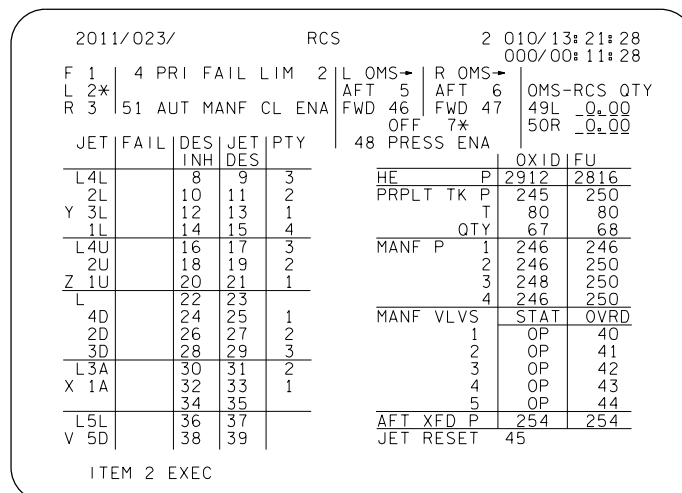 2011/023/ RCS 2 010/13:21:28
000/00:11:28
F 1 4 PRI FAIL LIM 2 L OMS→ R OMS→
L 2* AFT 5 AFT 6 OMS-RCS QTY
R 3 51 AUT MANF CL ENA FWD 46 FWD 47 49L 0.00
OFF 7* 50R 0.00
JET FAIL DES JET PTY 48 PRESS ENA
INH DES OXID FU
L4L 8 9 3 HE P 2912 2816
2L 10 11 2 PRPLT TK P 245 250
Y 3L 12 13 1 T 80 80
1L 14 15 4 QTY 67 68
L4U 16 17 3 MANF P 1 246 246
2U 18 19 2 2 246 250
Z 1U 20 21 1 3 248 250
L 22 23 4 246 250
4D 24 25 1 MANF VLVS STAT OVRD
2D 26 27 2 1 OP 40
3D 28 29 3 2 OP 41
L3A 30 31 2 3 OP 42
X 1A 32 33 1 4 OP 43
34 35 5 OP 44
L5L 36 37 AFT XFD P 254 254
V 5D 38 39 JET RESET 45
ITEM 2 EXEC